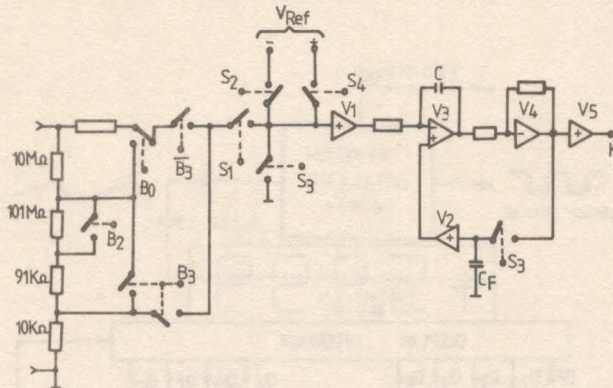 VRef
- +
S2
S4
V1
C
V3
V4
V5
K
10MΩ
B0
B3
S1
S3
101MΩ
B2
V2
S3
91KΩ
B3
CF
10KΩ